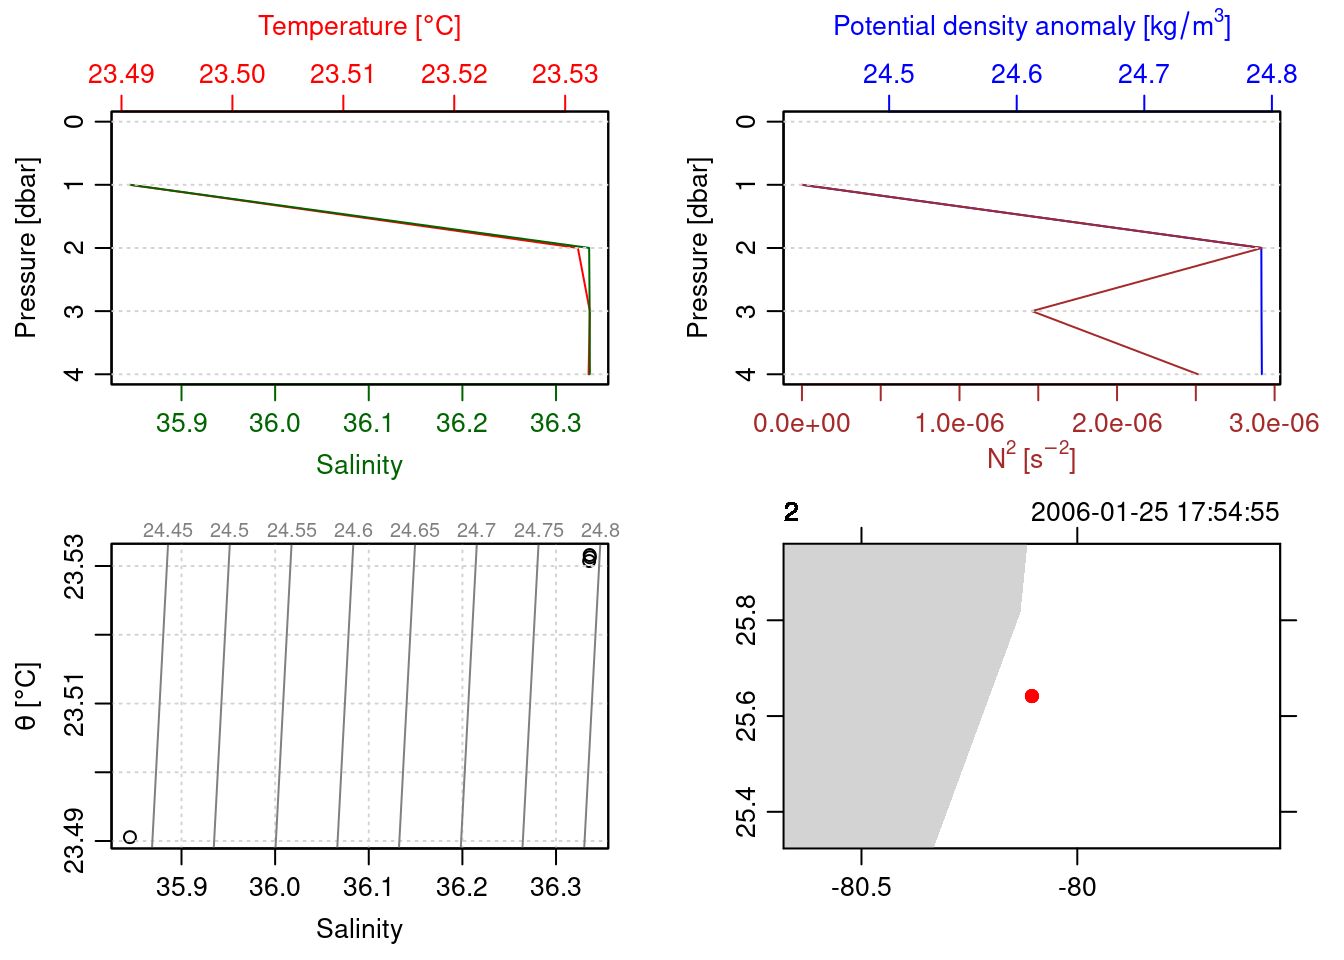 Temperature [°C]
23.49 23.50 23.51 23.52 23.53
0
1
2
3
4
Pressure [dbar]
35.9 36.0 36.1 36.2 36.3
Salinity
Potential density anomaly [kg/m³]
24.5 24.6 24.7 24.8
0
1
2
3
4
Pressure [dbar]
0.0e+00 1.0e-06 2.0e-06 3.0e-06
N² [s⁻²]
24.45 24.5 24.55 24.6 24.65 24.7 24.75 24.8
23.53
23.51
23.49
θ [°C]
35.9 36.0 36.1 36.2 36.3
Salinity
2 2006-01-25 17:54:55
25.8
25.6
25.4
-80.5 -80